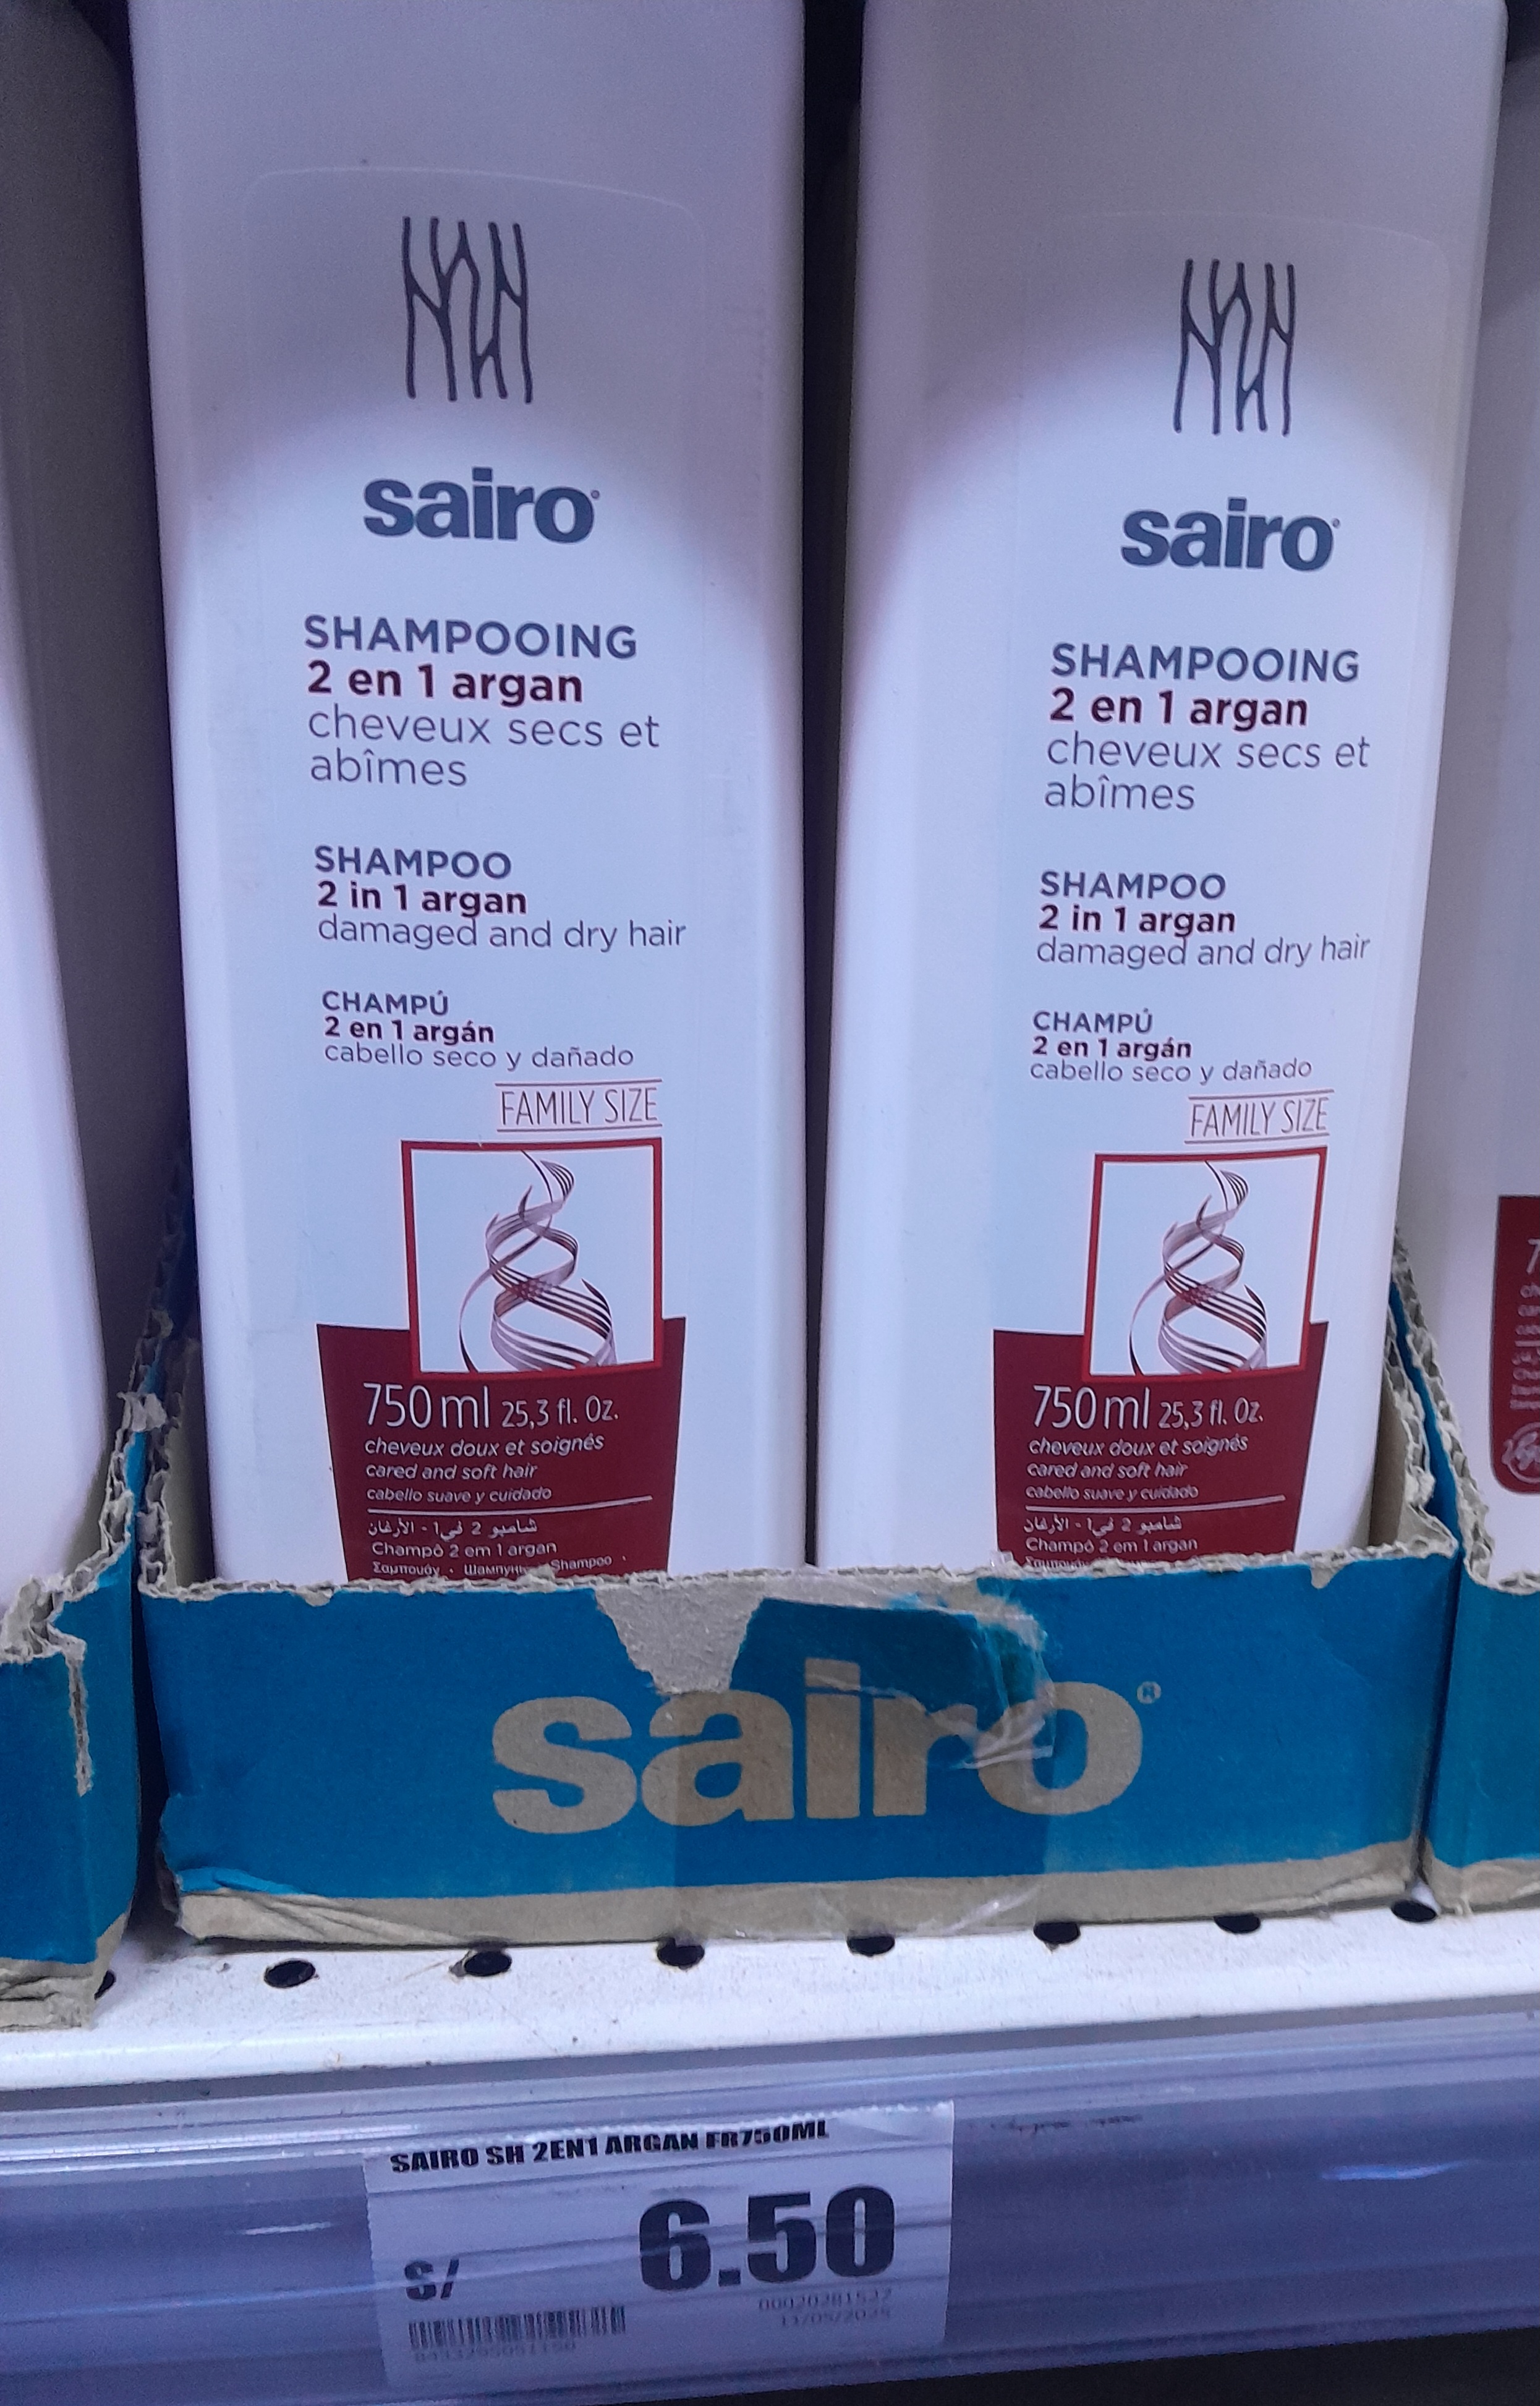 sairo
SHAMPOOING
2 en 1 argan
cheveux secs et
abîmes
SHAMPOO
2 in 1 argan
damaged and dry hair
CHAMPÚ
2 en 1 argán
cabello seco y dañado
FAMILY SIZE
750 ml 25,3 fl. Oz.
cheveux doux et soignés
cared and soft hair
cabello suave y cuidado
شامبو 2 في1 - الأرغان
Champô 2 em 1 argan
Σαμπουάν · Шампунь Shampoo
sairo
SHAMPOOING
2 en 1 argan
cheveux secs et
abîmes
SHAMPOO
2 in 1 argan
damaged and dry hair
CHAMPÚ
2 en 1 argán
cabello seco y dañado
FAMILY SIZE
750 ml 25,3 fl. Oz.
cheveux doux et soignés
cared and soft hair
cabello suave y cuidado
شامبو 2 في1 - الأرغان
Champô 2 em 1 argan
sairo®
SAIRO SH 2EN1 ARGAN FR750ML
S/ 6.50